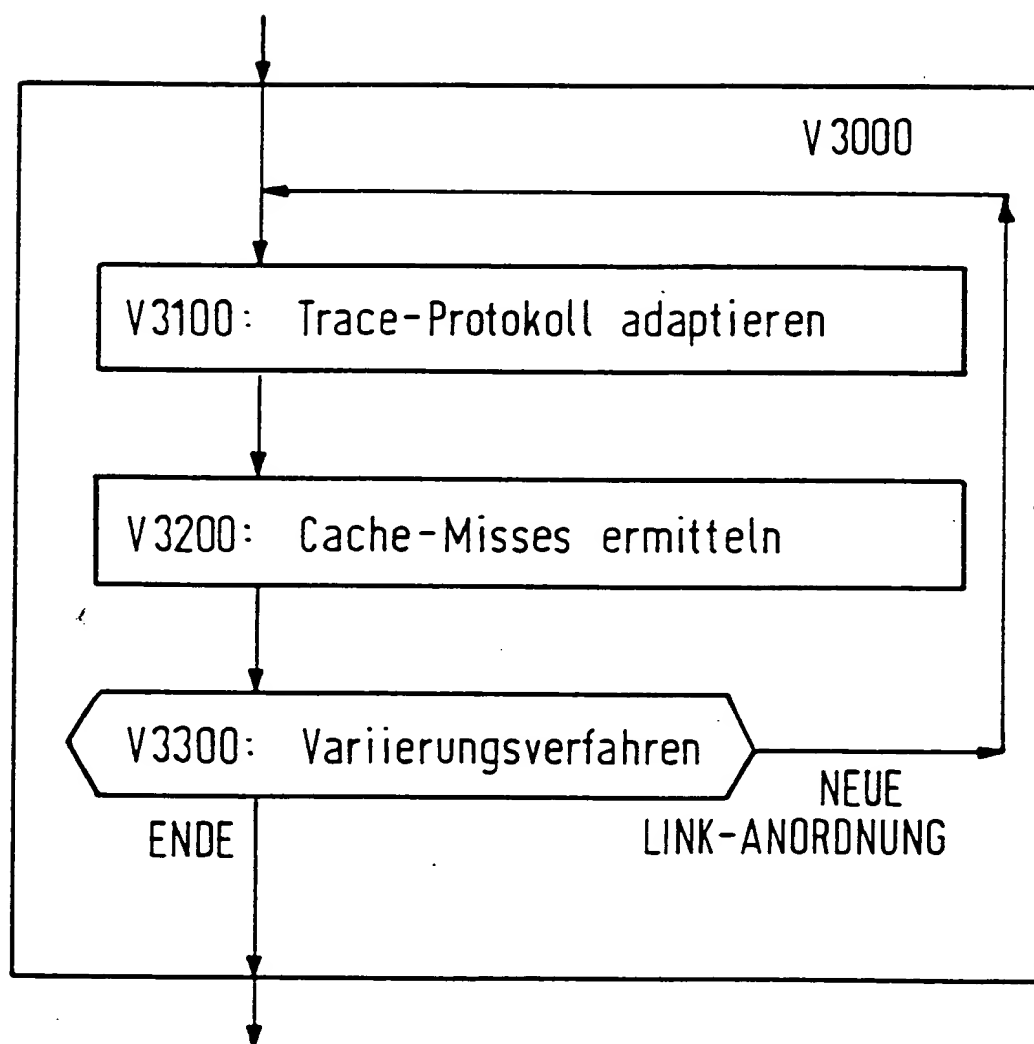 V3000
V3100: Trace-Protokoll adaptieren
V3200: Cache-Misses ermitteln
V3300: Variierungsverfahren
NEUE
ENDE
LINK-ANORDNUNG